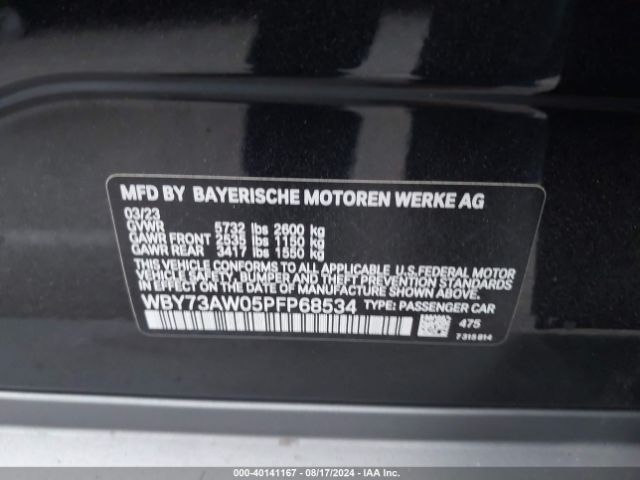 MFD BY BAYERISCHE MOTOREN WERKE AG
03/23
GVWR 5732 lbs 2600 kg
GAWR FRONT 2535 lbs 1150 kg
GAWR REAR 3417 lbs 1550 kg
THIS VEHICLE CONFORMS TO ALL APPLICABLE U.S.FEDERAL MOTOR
VEHICLE SAFETY, BUMPER AND THEFT PREVENTION STANDARDS
IN EFFECT ON THE DATE OF MANUFACTURE SHOWN ABOVE.
WBY73AW05PFP68534 TYPE: PASSENGER CAR
475
7315814
000-40141167 - 08/17/2024 - IAA Inc.